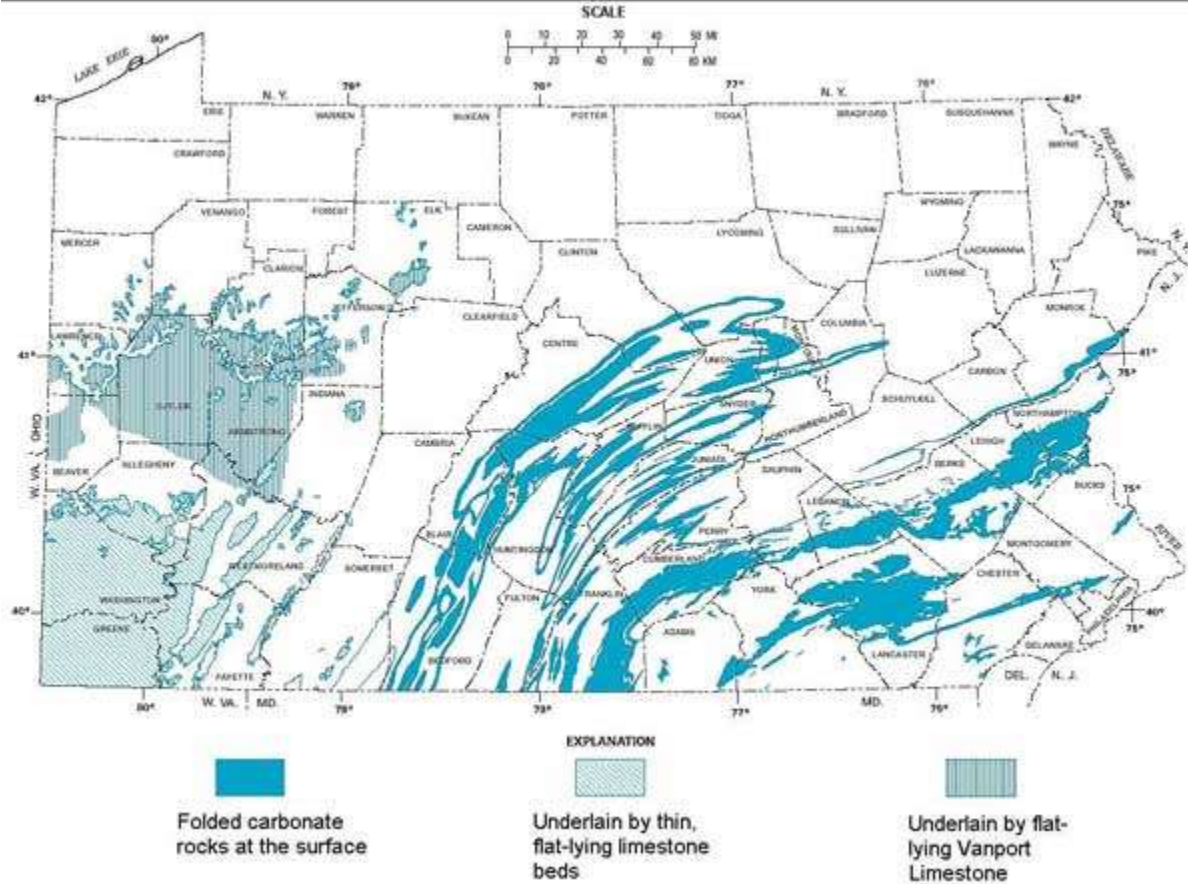 SCALE
0 10 20 30 40 50 MI
0 20 40 60 80 KM
LAKE ERIE
80°
42°
N. Y.
79°
78°
77°
N. Y.
76°
42°
ERIE
WARREN
McKEAN
POTTER
TIOGA
BRADFORD
SUSQUEHANNA
WAYNE
DELAWARE
CRAWFORD
75°
VENANGO
FOREST
ELK
CAMERON
WYOMING
MERCER
LYCOMING
SULLIVAN
LACKAWANNA
PIKE
N. Y.
N. J.
CLARION
CLINTON
LUZERNE
JEFFERSON
CLEARFIELD
COLUMBIA
MONROE
LAWRENCE
CENTRE
UNION
41°
41°
75°
CARBON
BUTLER
INDIANA
SNYDER
SCHUYLKILL
NORTHAMPTON
ARMSTRONG
CAMBRIA
MIFFLIN
NORTHUMBERLAND
LEHIGH
OHIO
W. VA.
BEAVER
ALLEGHENY
JUNIATA
DAUPHIN
BERKS
BUCKS
75°
LEBANON
BLAIR
HUNTINGDON
PERRY
RIVER
WESTMORELAND
SOMERSET
CUMBERLAND
MONTGOMERY
WASHINGTON
FULTON
FRANKLIN
YORK
CHESTER
PHILADELPHIA
40°
40°
75°
GREENE
ADAMS
LANCASTER
DELAWARE
FAYETTE
BEDFORD
DEL.
N. J.
80°
W. VA.
MD.
79°
78°
77°
MD.
76°
EXPLANATION
Folded carbonate
rocks at the surface
Underlain by thin,
flat-lying limestone
beds
Underlain by flat-
lying Vanport
Limestone